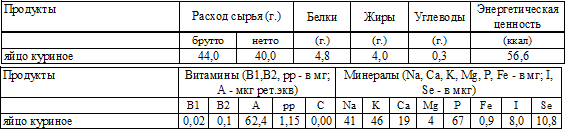 Продукты Расход сырья (г.) Белки Жиры Углеводы Энергетическая ценность
брутто нетто (г.) (г.) (г.) (ккал)
яйцо куриное 44,0 40,0 4,8 4,0 0,3 56,6
Продукты Витамины (B1,B2, рр - в мг; Минералы (Na, Ca, K, Mg, P, Fe - в мг; I,
А - мкг рет.экв) Se - в мкг)
B1 B2 A pp C Na K Ca Mg P Fe I Se
яйцо куриное 0,02 0,1 62,4 1,15 0,00 41 46 19 4 67 0,9 8,0 10,8